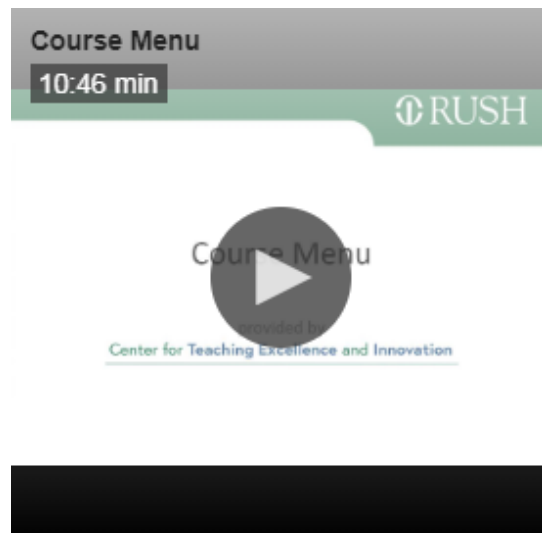 Course Menu
10:46 min
RUSH
Course Menu
provided by
Center for Teaching Excellence and Innovation